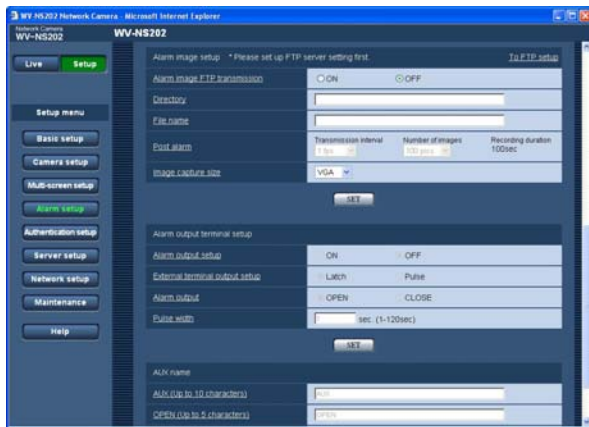 WV-NS202 Network Camera - Microsoft Internet Explorer
Network Camera
WV-NS202
WV-NS202
Live
Setup
Setup menu
Basic setup
Camera setup
Multi-screen setup
Alarm setup
Authentication setup
Server setup
Network setup
Maintenance
Help
Alarm image setup * Please set up FTP server setting first. To FTP setup
Alarm image FTP transmission ON OFF
Directory
File name
Post alarm Transmission interval Number of images Recording duration
1 fps 100 pics 100sec
Image capture size VGA
SET
Alarm output terminal setup
Alarm output setup ON OFF
External terminal output setup Latch Pulse
Alarm output OPEN CLOSE
Pulse width sec. (1-120sec)
SET
AUX name
AUX (Up to 10 characters) AUX
OPEN (Up to 5 characters) OPEN